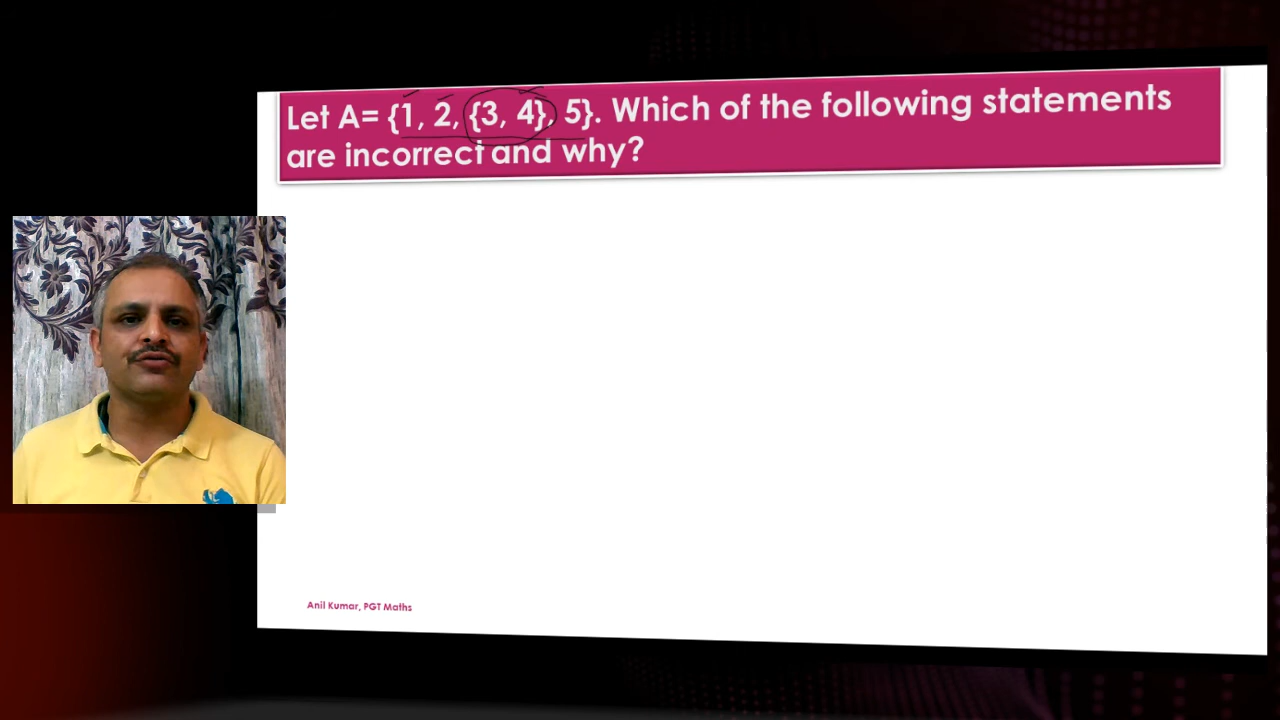 Let A= {1, 2, {3, 4}, 5}. Which of the following statements
are incorrect and why?
Anil Kumar, PGT Maths